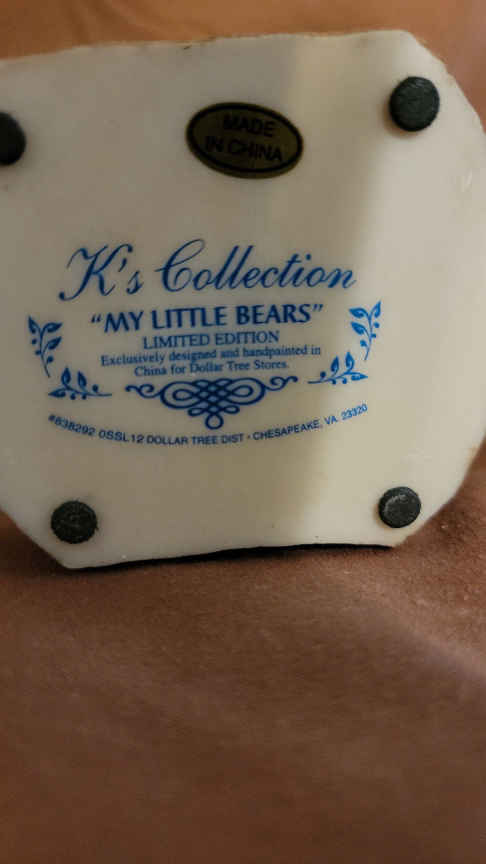 MADE
IN CHINA
K's Collection
“MY LITTLE BEARS”
LIMITED EDITION
Exclusively designed and handpainted in
China for Dollar Tree Stores.
#838292 0SSL12 DOLLAR TREE DIST • CHESAPEAKE, VA. 23320